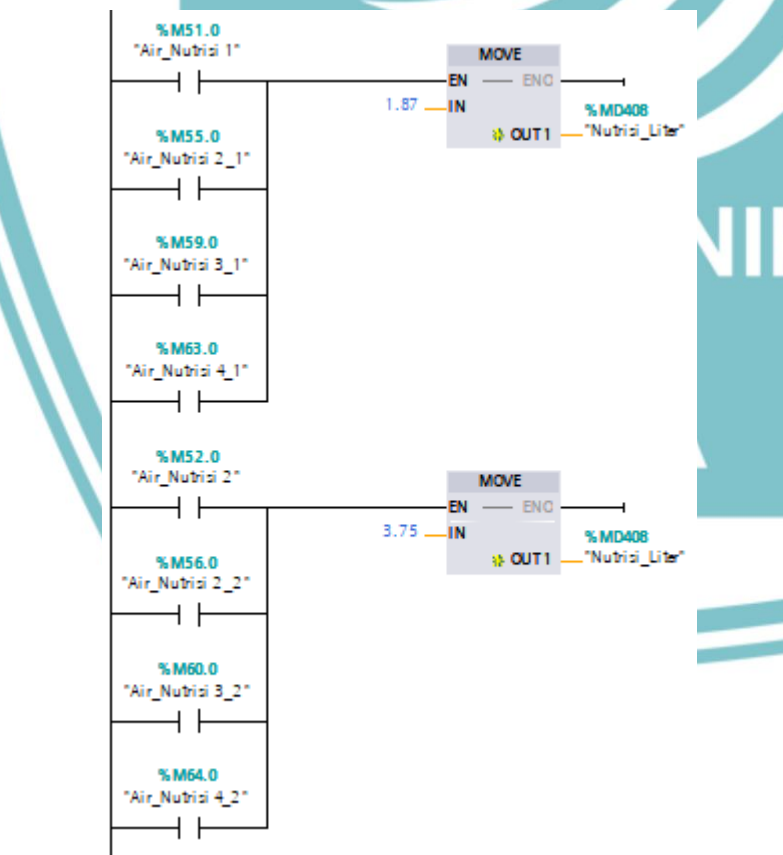 %M51.0
"Air_Nutrisi 1"
MOVE
EN
ENO
1.87
IN
%MD408
OUT1
"Nutrisi_Liter"
%M55.0
"Air_Nutrisi 2_1"
%M59.0
"Air_Nutrisi 3_1"
%M63.0
"Air_Nutrisi 4_1"
%M52.0
"Air_Nutrisi 2"
MOVE
EN
ENO
3.75
IN
%MD408
OUT1
"Nutrisi_Liter"
%M56.0
"Air_Nutrisi 2_2"
%M60.0
"Air_Nutrisi 3_2"
%M64.0
"Air_Nutrisi 4_2"